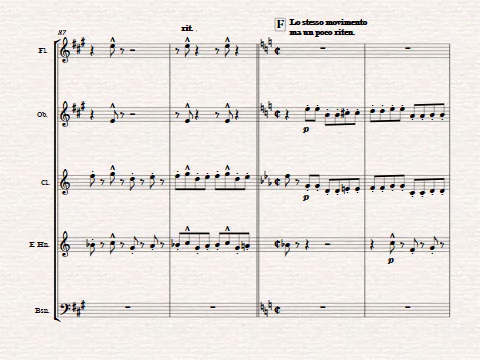 87
rit.
F
Lo stesso movimento
ma un poco riten.
Fl.
Ob.
p
Cl.
p
E Hn.
p
Bsn.